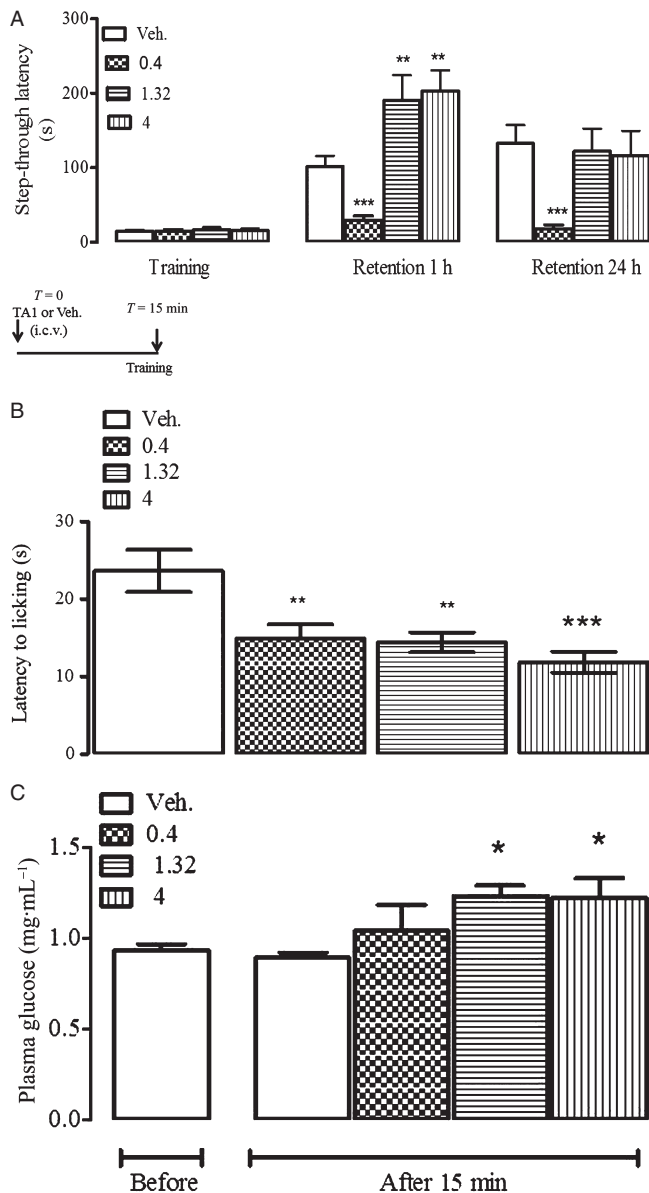 A
Step-through latency
(s)
300
200
100
0
Veh.
0.4
1.32
4
** **
***
***
Training Retention 1 h Retention 24 h
T = 0
TA1 or Veh.
(i.c.v.)
T = 15 min
Training
B
Veh.
0.4
1.32
4
Latency to licking (s)
30
20
10
0
** ** ***
C
Veh.
0.4
1.32
4
Plasma glucose (mg·mL⁻¹)
1.5
1.0
0.5
0.0
* *
Before After 15 min